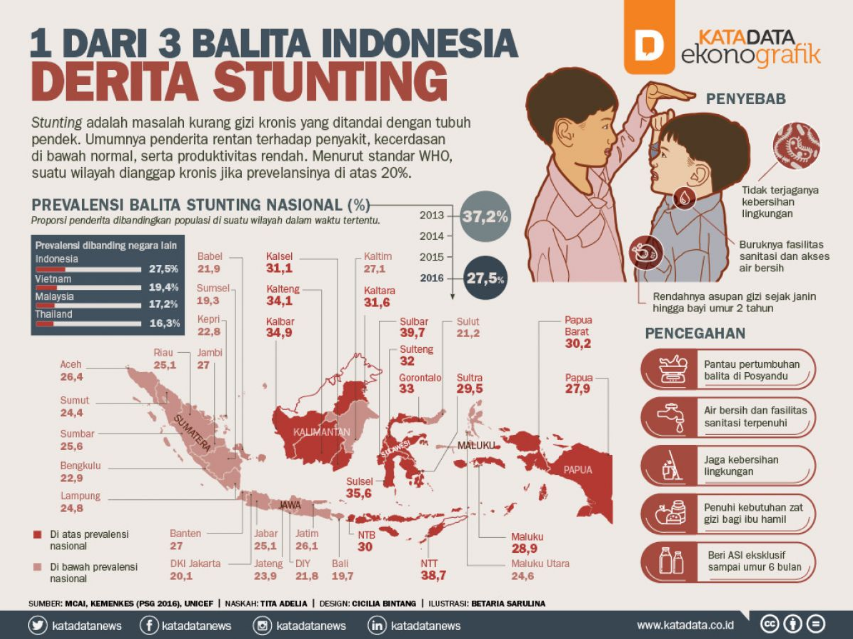 1 DARI 3 BALITA INDONESIA
DERITA STUNTING
KATADATA
ekonografik
Stunting adalah masalah kurang gizi kronis yang ditandai dengan tubuh
pendek. Umumnya penderita rentan terhadap penyakit, kecerdasan
di bawah normal, serta produktivitas rendah. Menurut standar WHO,
suatu wilayah dianggap kronis jika prevelansinya di atas 20%.
PREVALENSI BALITA STUNTING NASIONAL (%)
Proporsi penderita dibandingkan populasi di suatu wilayah dalam waktu tertentu.
2013
37,2%
2014
2015
2016
27,5%
Prevalensi dibanding negara lain
Indonesia
27,5%
Vietnam
19,4%
Malaysia
17,2%
Thailand
16,3%
Babel
21,9
Sumsel
19,3
Kepri
22,8
Kalsel
31,1
Kalteng
34,1
Kalbar
34,9
Kaltim
27,1
Kaltara
31,6
Sulbar
39,7
Sulteng
32
Gorontalo
33
Sulut
21,2
Sultra
29,5
Papua
Barat
30,2
Papua
27,9
Riau
25,1
Jambi
27
Aceh
26,4
Sumut
24,4
Sumbar
25,6
Bengkulu
22,9
Lampung
24,8
SUMATERA
KALIMANTAN
SULAWESI
MALUKU
PAPUA
JAWA
Sulsel
35,6
Banten
27
DKI Jakarta
20,1
Jabar
25,1
Jateng
23,9
Jatim
26,1
DIY
21,8
Bali
19,7
NTB
30
NTT
38,7
Maluku
28,9
Maluku Utara
24,6
Di atas prevalensi
nasional
Di bawah prevalensi
nasional
PENYEBAB
Tidak terjaganya
kebersihan
lingkungan
Buruknya fasilitas
sanitasi dan akses
air bersih
Rendahnya asupan gizi sejak janin
hingga bayi umur 2 tahun
PENCEGAHAN
Pantau pertumbuhan
balita di Posyandu
Air bersih dan fasilitas
sanitasi terpenuhi
Jaga kebersihan
lingkungan
Penuhi kebutuhan zat
gizi bagi ibu hamil
Beri ASI eksklusif
sampai umur 6 bulan
SUMBER: MCAI, KEMENKES (PSG 2016), UNICEF | NASKAH: TITA ADELIA | DESIGN: CICILIA BINTANG | ILUSTRASI: BETARIA SARULINA
katadatanews
katadatanews
katadatanews
katadatanews
www.katadata.co.id